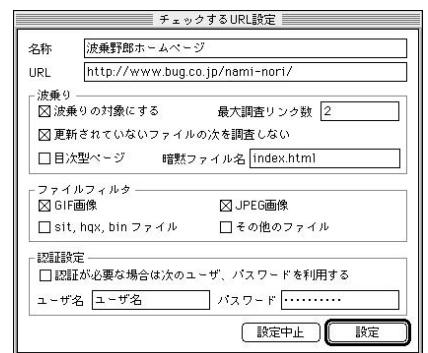 チェックするURL設定
名称 波乗野郎ホームページ
URL http://www.bug.co.jp/nami-nori/
波乗り
波乗りの対象にする 最大調査リンク数 2
更新されていないファイルの次を調査しない
目次型ページ 暗黙ファイル名 index.html
ファイルフィルタ
GIF画像 JPEG画像
sit, hqx, bin ファイル その他のファイル
認証設定
認証が必要な場合は次のユーザ、パスワードを利用する
ユーザ名 ユーザ名 パスワード ••••••••••
設定中止 設定